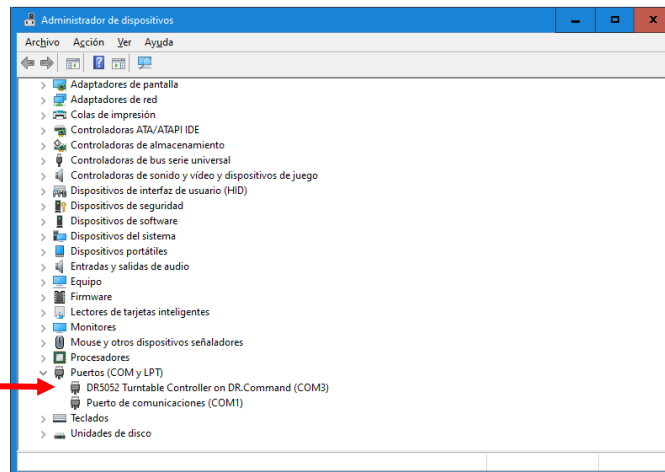 Administrador de dispositivos
Archivo Acción Ver Ayuda
Adaptadores de pantalla
Adaptadores de red
Colas de impresión
Controladoras ATA/ATAPI IDE
Controladoras de almacenamiento
Controladoras de bus serie universal
Controladoras de sonido y vídeo y dispositivos de juego
Dispositivos de interfaz de usuario (HID)
Dispositivos de seguridad
Dispositivos de software
Dispositivos del sistema
Dispositivos portátiles
Entradas y salidas de audio
Equipo
Firmware
Lectores de tarjetas inteligentes
Monitores
Mouse y otros dispositivos señaladores
Procesadores
Puertos (COM y LPT)
DR5052 Turntable Controller on DR.Command (COM3)
Puerto de comunicaciones (COM1)
Teclados
Unidades de disco